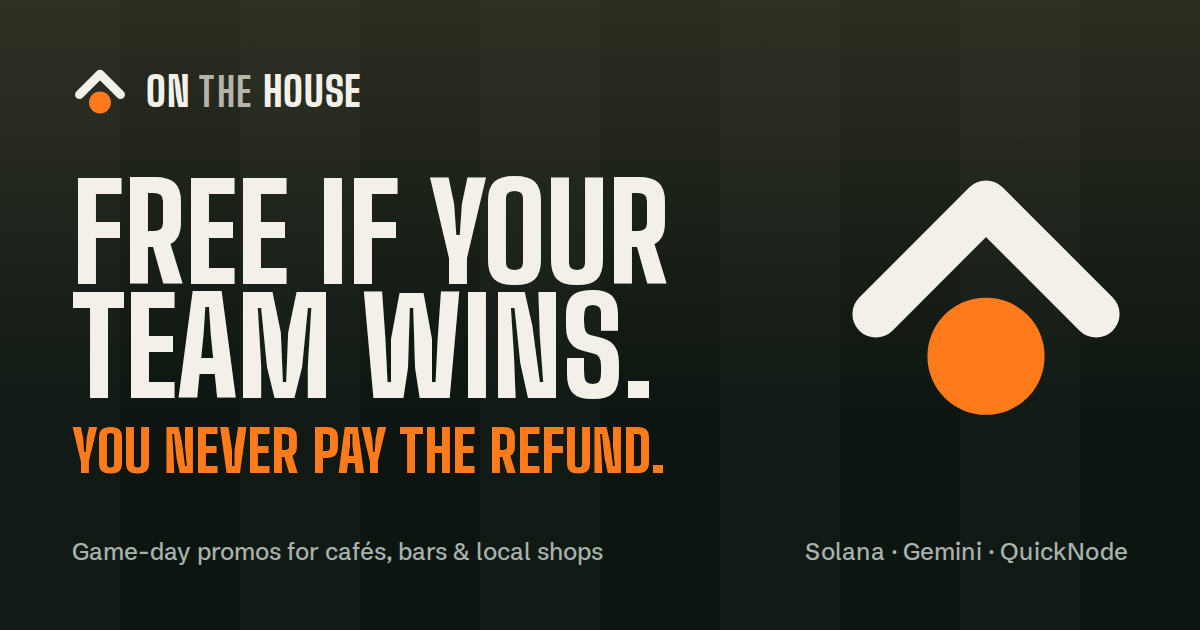 ON THE HOUSE
FREE IF YOUR
TEAM WINS.
YOU NEVER PAY THE REFUND.
Game-day promos for cafés, bars & local shops
Solana · Gemini · QuickNode